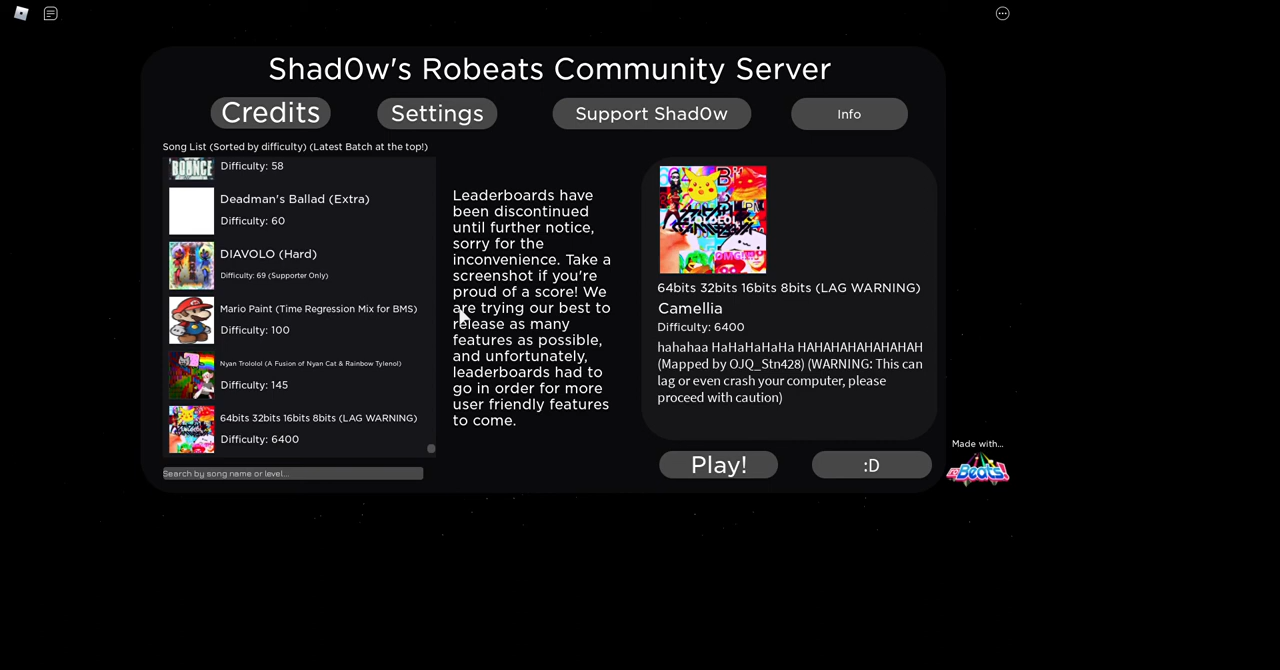 Shad0w's Robeats Community Server
Credits
Settings
Support Shad0w
Info
Song List (Sorted by difficulty) (Latest Batch at the top!)
BOUNCE
Difficulty: 58
Deadman's Ballad (Extra)
Difficulty: 60
DIAVOLO (Hard)
Difficulty: 69 (Supporter Only)
Mario Paint (Time Regression Mix for BMS)
Difficulty: 100
Nyan Trololol (A Fusion of Nyan Cat & Rainbow Tylenol)
Difficulty: 145
64bits 32bits 16bits 8bits (LAG WARNING)
Difficulty: 6400
Search by song name or level...
Leaderboards have
been discontinued
until further notice,
sorry for the
inconvenience. Take a
screenshot if you're
proud of a score! We
are trying our best to
release as many
features as possible,
and unfortunately,
leaderboards had to
go in order for more
user friendly features
to come.
64bits 32bits 16bits 8bits (LAG WARNING)
Camellia
Difficulty: 6400
hahahaa HaHaHaHaHa HAHAHAHAHAHAH
(Mapped by OJQ_Stn428) (WARNING: This can
lag or even crash your computer, please
proceed with caution)
Play!
:D
Made with...
RoBeats!